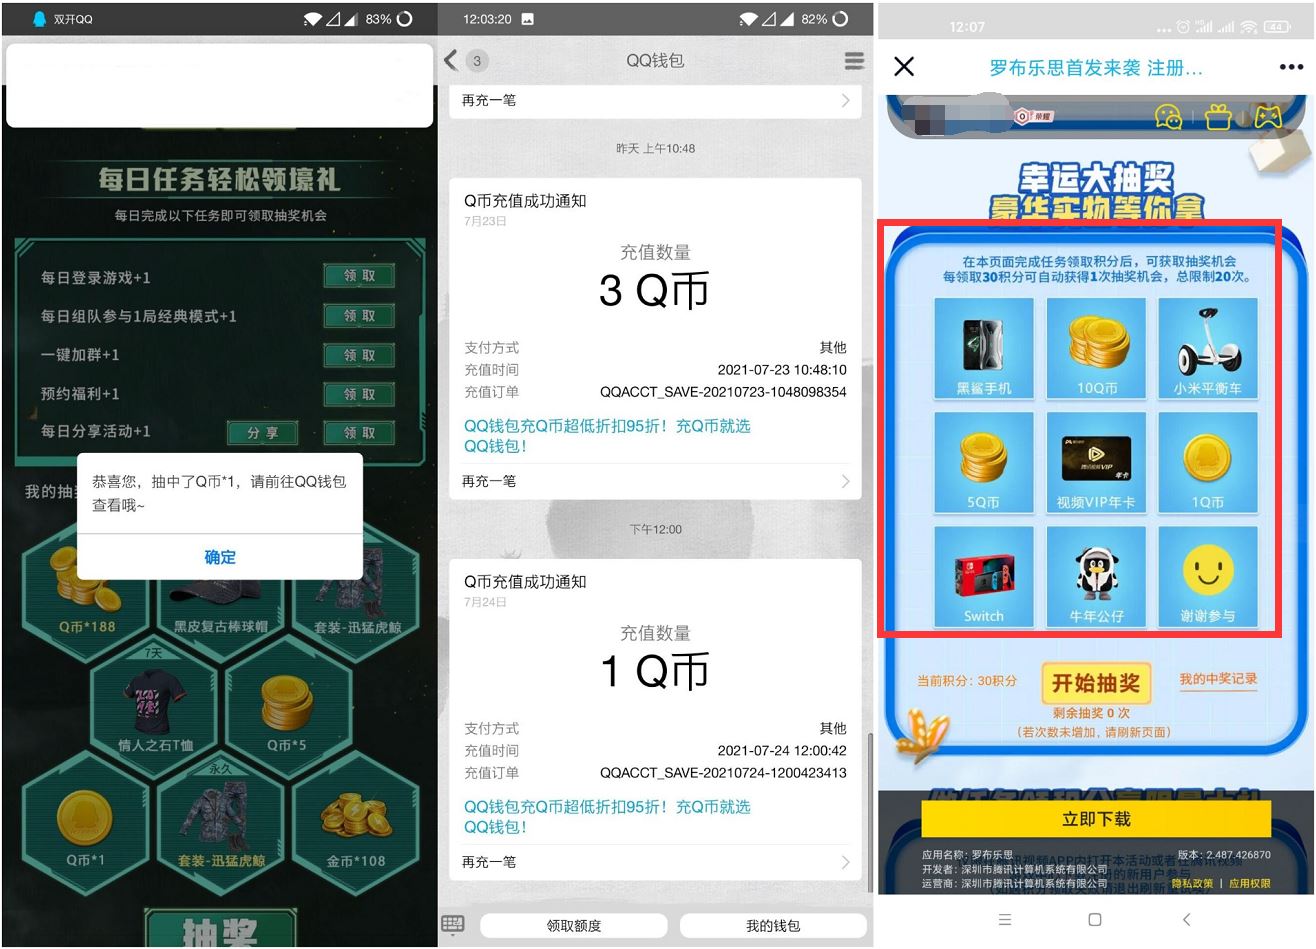 双开QQ
83%
每日任务轻松领壕礼
每日完成以下任务即可领取抽奖机会
每日登录游戏+1
领取
每日组队参与1局经典模式+1
领取
一键加群+1
领取
预约福利+1
领取
每日分享活动+1
分享
领取
我的抽
恭喜您，抽中了Q币*1，请前往QQ钱包
查看哦~
确定
Q币*188
黑皮复古棒球帽
套装-迅猛虎鲸
7天
情人之石T恤
Q币*5
永久
Q币*1
套装-迅猛虎鲸
金币*108
抽奖
12:03:20
82%
3
QQ钱包
再充一笔
昨天 上午10:48
Q币充值成功通知
7月23日
充值数量
3 Q币
支付方式
其他
充值时间
2021-07-23 10:48:10
充值订单
QQACCT_SAVE-20210723-1048098354
QQ钱包充Q币超低折扣95折！充Q币就选
QQ钱包！
再充一笔
下午12:00
Q币充值成功通知
7月24日
充值数量
1 Q币
支付方式
其他
充值时间
2021-07-24 12:00:42
充值订单
QQACCT_SAVE-20210724-1200423413
QQ钱包充Q币超低折扣95折！充Q币就选
QQ钱包！
再充一笔
领取额度
我的钱包
12:07
44
罗布乐思首发来袭 注册...
荣耀
幸运大抽奖
豪华实物等你拿
在本页面完成任务领取积分后，可获取抽奖机会
每领取30积分可自动获得1次抽奖机会，总限制20次。
黑鲨手机
10Q币
小米平衡车
5Q币
腾讯视频VIP
年卡
视频VIP年卡
1Q币
Switch
牛年公仔
谢谢参与
当前积分：30积分
开始抽奖
我的中奖记录
剩余抽奖 0 次
（若次数未增加，请刷新页面）
立即下载
应用名称：罗布乐思
版本：2.487.426870
开发者：深圳市腾讯计算机系统有限公司
运营商：深圳市腾讯计算机系统有限公司
隐私政策 | 应用权限